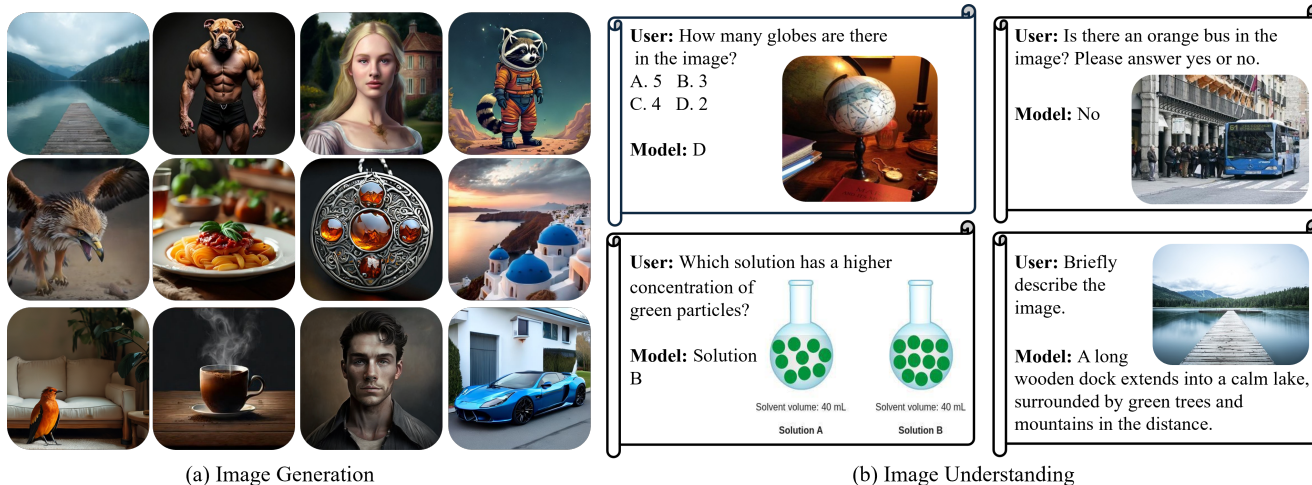 User: How many globes are there
in the image?
A. 5 B. 3
C. 4 D. 2
Model: D
User: Is there an orange bus in the
image? Please answer yes or no.
Model: No
User: Which solution has a higher
concentration of
green particles?
Model: Solution
B
Solvent volume: 40 mL
Solvent volume: 40 mL
Solution A
Solution B
User: Briefly
describe the
image.
Model: A long
wooden dock extends into a calm lake,
surrounded by green trees and
mountains in the distance.
(a) Image Generation
(b) Image Understanding